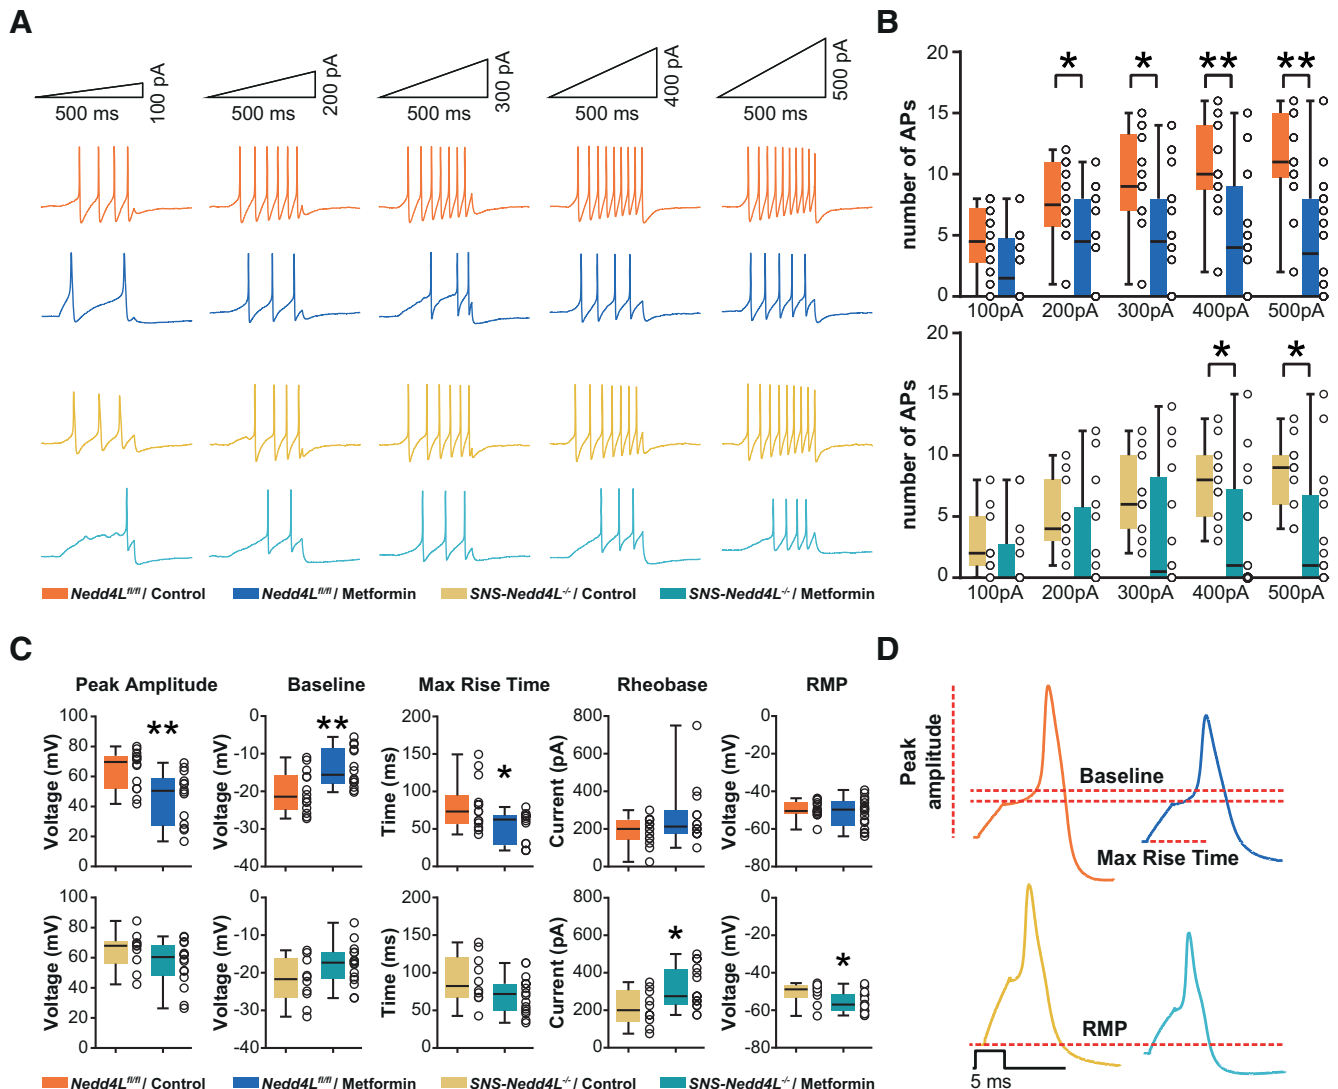 A
500 ms
100 pA
500 ms
200 pA
500 ms
300 pA
500 ms
400 pA
500 ms
500 pA
Nedd4Lfl/fl / Control
Nedd4Lfl/fl / Metformin
SNS-Nedd4L-/- / Control
SNS-Nedd4L-/- / Metformin
B
number of APs
20
15
10
5
0
* * ** **
100pA 200pA 300pA 400pA 500pA
number of APs
20
15
10
5
0
* *
100pA 200pA 300pA 400pA 500pA
C
Peak Amplitude
Voltage (mV)
100
80
60
40
20
0
**
Baseline
Voltage (mV)
0
-10
-20
-30
-40
**
Max Rise Time
Time (ms)
200
150
100
50
0
*
Rheobase
Current (pA)
800
600
400
200
0
RMP
Voltage (mV)
0
-20
-40
-60
-80
Voltage (mV)
100
80
60
40
20
0
Voltage (mV)
0
-10
-20
-30
-40
Time (ms)
200
150
100
50
0
Current (pA)
800
600
400
200
0
*
Voltage (mV)
0
-20
-40
-60
-80
*
Nedd4Lfl/fl / Control
Nedd4Lfl/fl / Metformin
SNS-Nedd4L-/- / Control
SNS-Nedd4L-/- / Metformin
D
Peak
amplitude
Baseline
Max Rise Time
RMP
5 ms